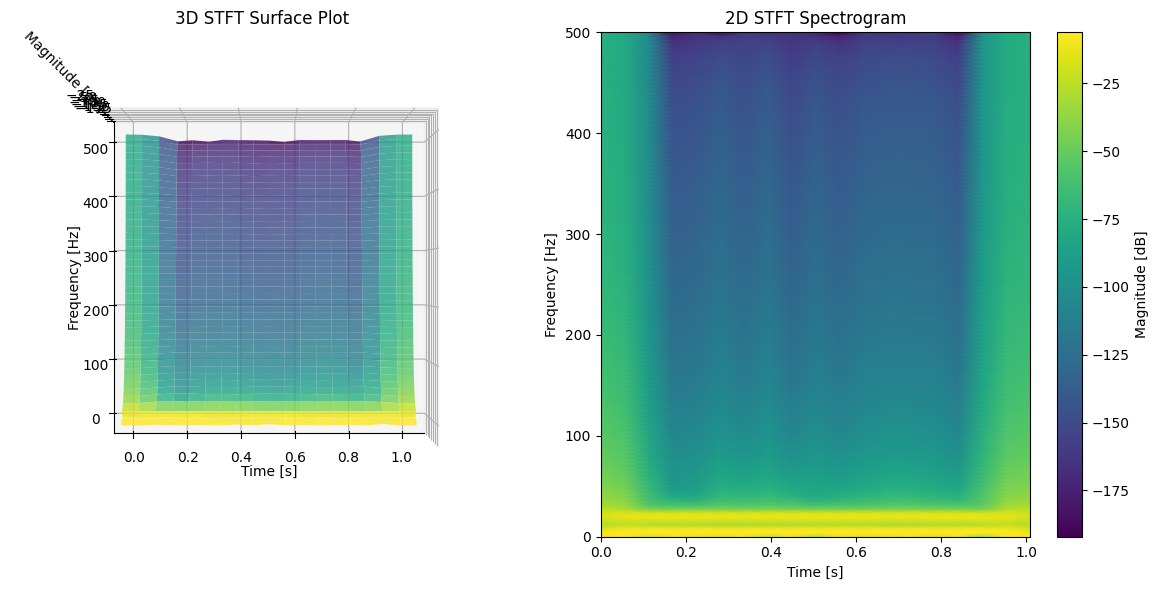 3D STFT Surface Plot
Magnitude [
500
400
300
200
100
0
Frequency [Hz]
0.0 0.2 0.4 0.6 0.8 1.0
Time [s]
2D STFT Spectrogram
500
400
300
200
100
0
Frequency [Hz]
0.0 0.2 0.4 0.6 0.8 1.0
Time [s]
−25
−50
−75
−100
−125
−150
−175
Magnitude [dB]